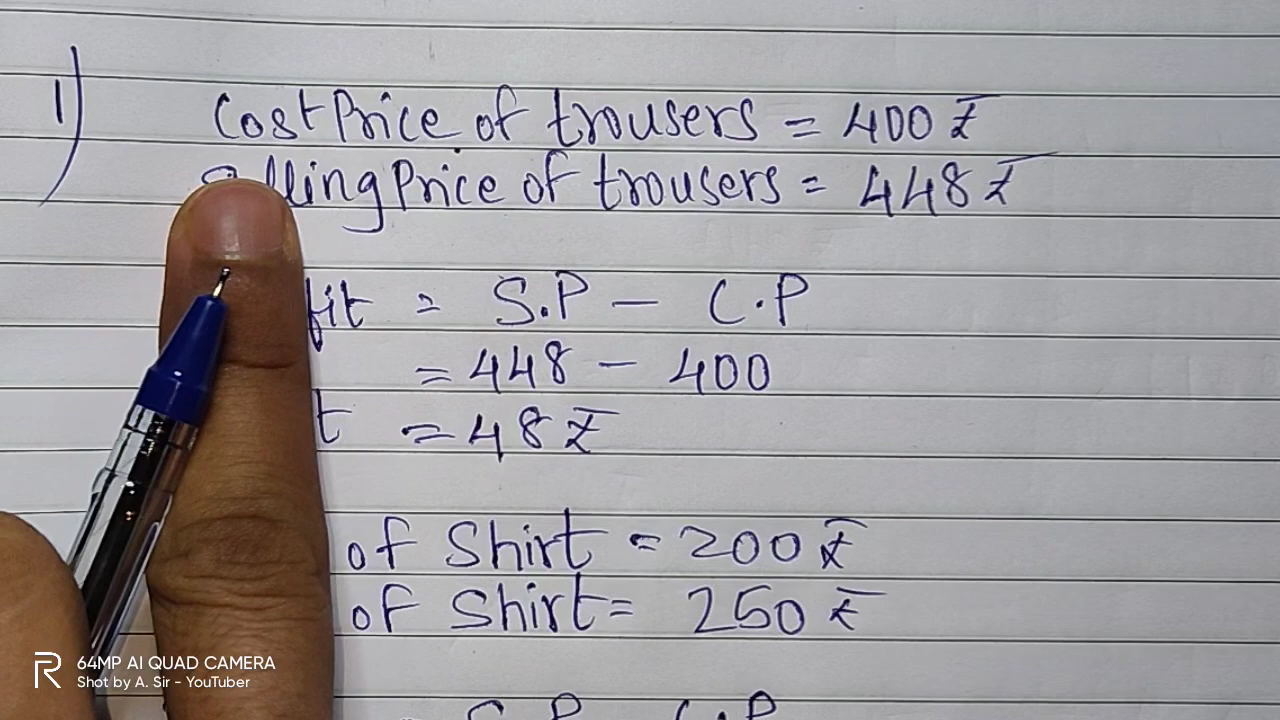 1)
Cost Price of trousers = 400 ₹
Selling Price of trousers = 448 ₹
fit = S.P – C.P
= 448 – 400
t = 48 ₹
of Shirt = 200 ₹
of Shirt = 250 ₹
S.P C.P
R 64MP AI QUAD CAMERA
Shot by A. Sir - YouTuber